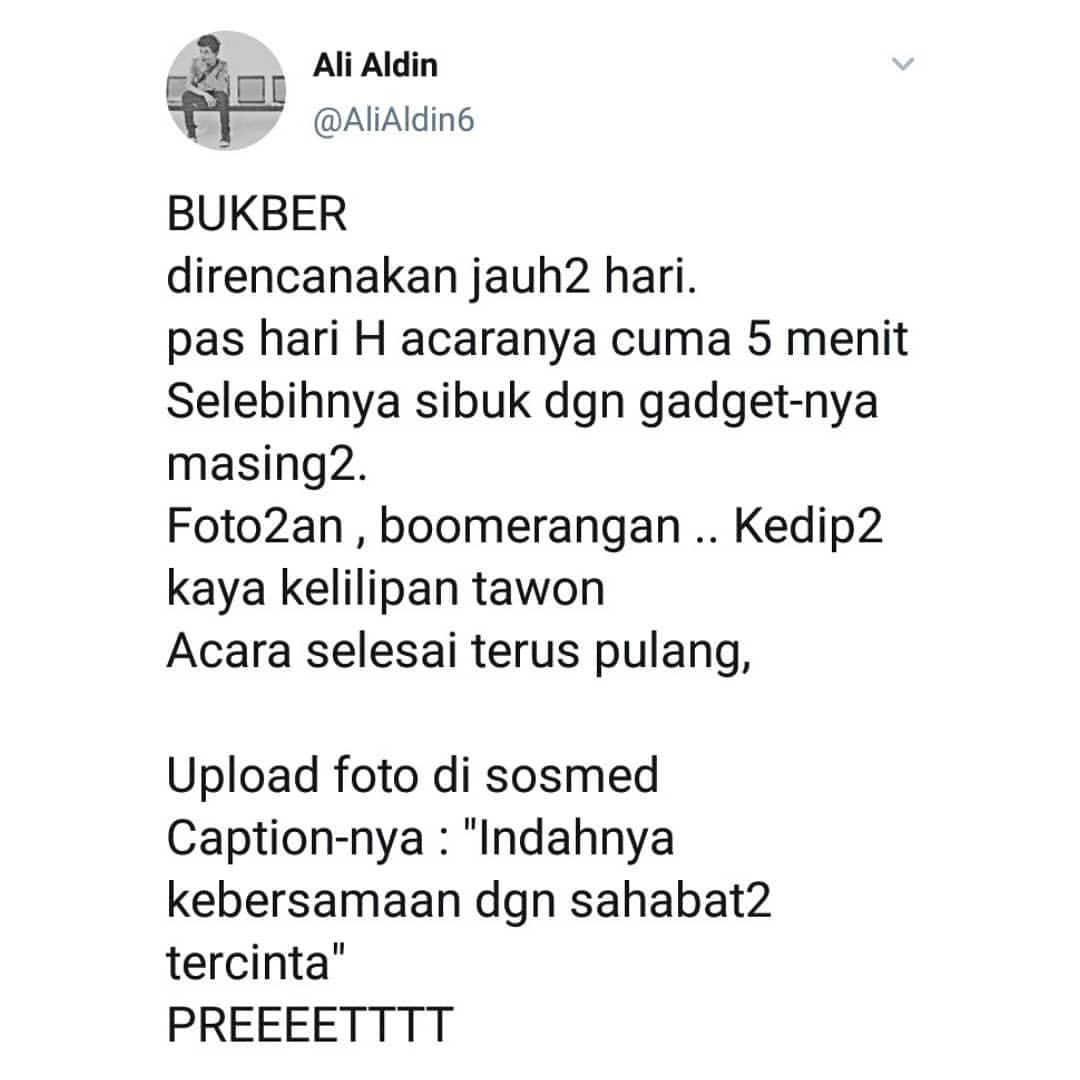 Ali Aldin
@AliAldin6
BUKBER
direncanakan jauh2 hari.
pas hari H acaranya cuma 5 menit
Selebihnya sibuk dgn gadget-nya
masing2.
Foto2an , boomerangan .. Kedip2
kaya kelilipan tawon
Acara selesai terus pulang,
Upload foto di sosmed
Caption-nya : "Indahnya
kebersamaan dgn sahabat2
tercinta"
PREEEETTTT